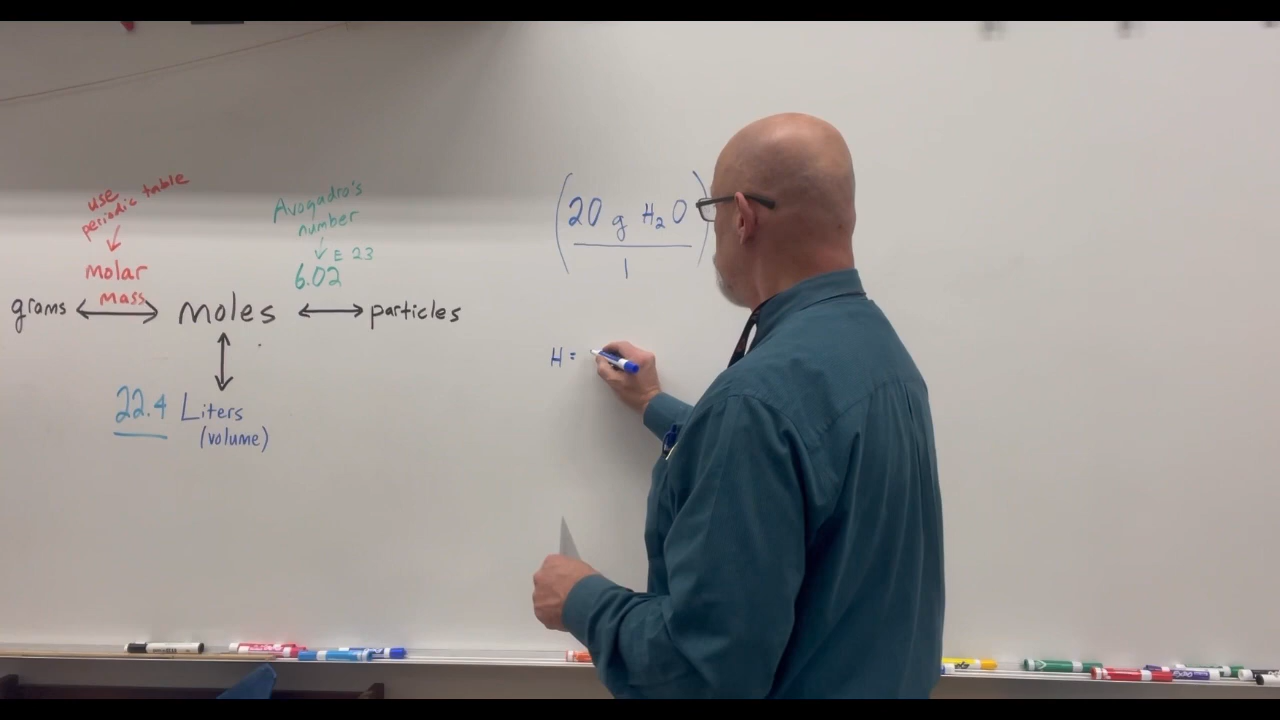 use
periodic table
Molar
Mass
grams
moles
Avogadro's
number
E 23
6.02
particles
22.4 Liters
(volume)
(20 g H₂O)
1
H =